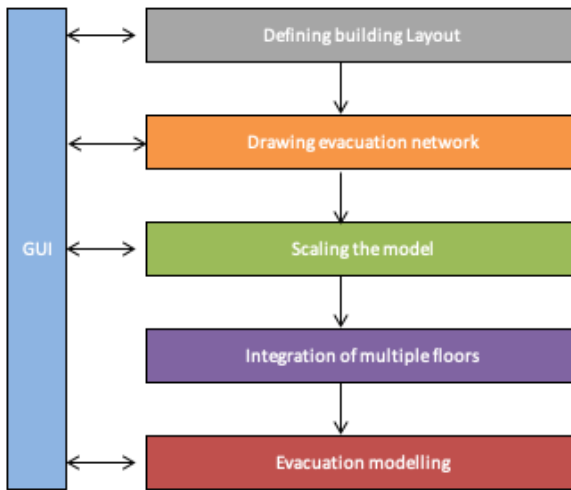 Defining building Layout
Drawing evacuation network
GUI
Scaling the model
Integration of multiple floors
Evacuation modelling